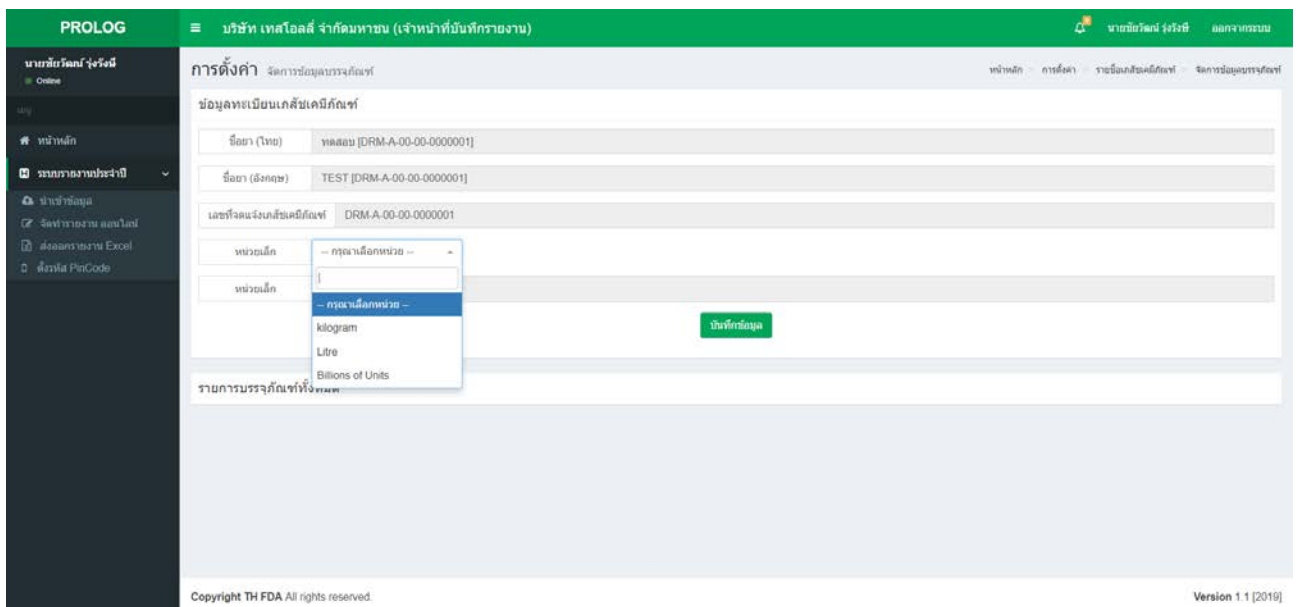 PROLOG
บริษัท เทสโอลลี่ จำกัดมหาชน (เจ้าหน้าที่บันทึกรายงาน)
นายชัยวัฒน์ รุ่งรังษี
ออกจากระบบ
นายชัยวัฒน์ รุ่งรังษี
Online
เมนู
หน้าหลัก
ระบบรายงานประจำปี
นำเข้าข้อมูล
จัดทำรายงาน ออนไลน์
ส่งออกรายงาน Excel
ตั้งรหัส PinCode
การตั้งค่า จัดการข้อมูลบรรจุภัณฑ์
หน้าหลัก การตั้งค่า รายชื่อเภสัชเคมีภัณฑ์ จัดการข้อมูลบรรจุภัณฑ์
ข้อมูลทะเบียนเภสัชเคมีภัณฑ์
ชื่อยา (ไทย) ทดสอบ [DRM-A-00-00-0000001]
ชื่อยา (อังกฤษ) TEST [DRM-A-00-00-0000001]
เลขที่จดแจ้งเภสัชเคมีภัณฑ์ DRM-A-00-00-0000001
หน่วยเล็ก -- กรุณาเลือกหน่วย --
หน่วยเล็ก
-- กรุณาเลือกหน่วย --
kilogram
Litre
Billions of Units
บันทึกข้อมูล
รายการบรรจุภัณฑ์ทั้งหมด
Copyright TH FDA All rights reserved.
Version 1.1 [2019]